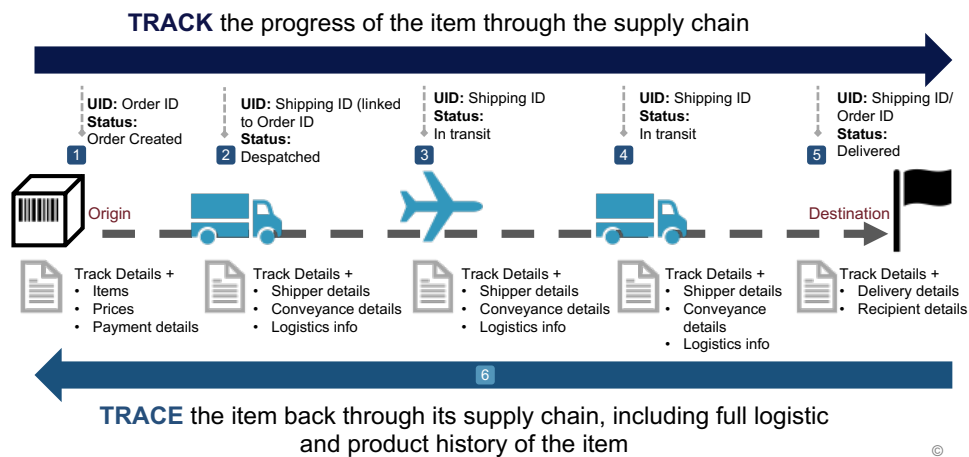 TRACK the progress of the item through the supply chain
UID: Order ID
Status:
Order Created
1
UID: Shipping ID (linked
to Order ID
Status:
Despatched
2
UID: Shipping ID
Status:
In transit
3
UID: Shipping ID
Status:
In transit
4
UID: Shipping ID/
Order ID
Status:
Delivered
5
Origin
Destination
Track Details +
• Items
• Prices
• Payment details
Track Details +
• Shipper details
• Conveyance details
• Logistics info
Track Details +
• Shipper details
• Conveyance details
• Logistics info
Track Details +
• Shipper details
• Conveyance
details
• Logistics info
Track Details +
• Delivery details
• Recipient details
6
TRACE the item back through its supply chain, including full logistic
and product history of the item
©